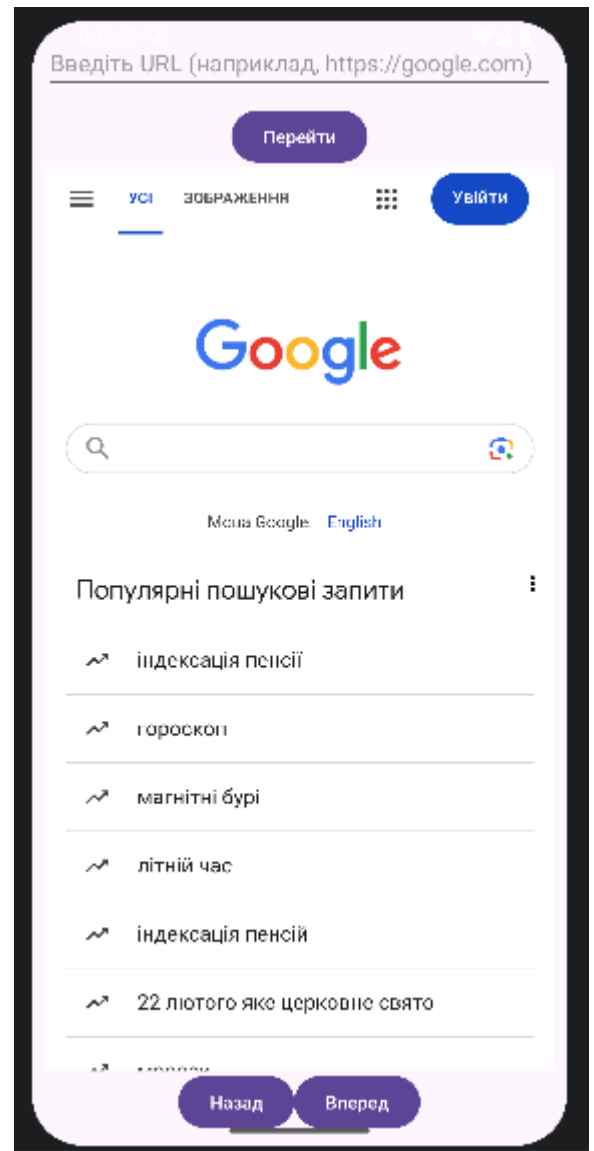 Введіть URL (наприклад, https://google.com)
Перейти
УСІ ЗОБРАЖЕННЯ Увійти
Google
Мова Google: English
Популярні пошукові запити
індексація пенсії
гороскоп
магнітні бурі
літній час
індексація пенсій
22 лютого яке церковне свято
Назад Вперед